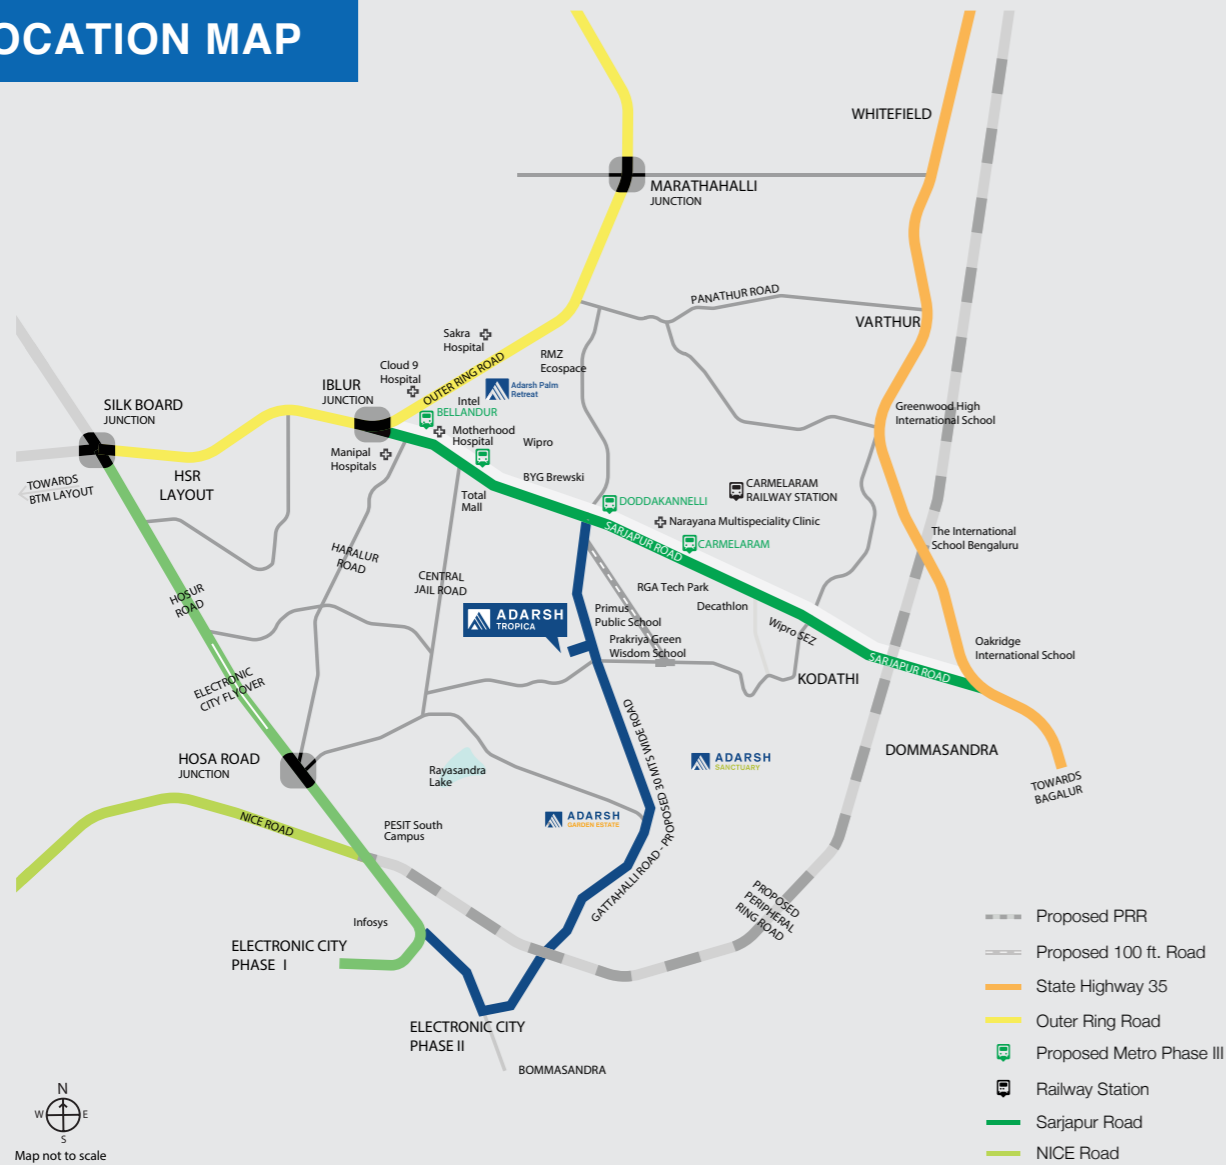 OCATION MAP
WHITEFIELD
MARATHAHALLI
JUNCTION
PANATHUR ROAD
VARTHUR
Sakra
Hospital
RMZ
Ecospace
Cloud 9
Hospital
OUTER RING ROAD
Adarsh Palm
Retreat
IBLUR
JUNCTION
Intel
BELLANDUR
SILK BOARD
JUNCTION
Greenwood High
International School
Motherhood
Hospital
Wipro
Manipal
Hospitals
HSR
LAYOUT
TOWARDS
BTM LAYOUT
BYG Brewski
Total
Mall
CARMELARAM
RAILWAY STATION
DODDAKANNELLI
Narayana Multispeciality Clinic
SARJAPUR ROAD
CARMELARAM
The International
School Bengaluru
HARALUR
ROAD
CENTRAL
JAIL ROAD
HOSUR
ROAD
RGA Tech Park
Decathlon
ADARSH
TROPICA
Primus
Public School
Wipro SEZ
Prakriya Green
Wisdom School
Oakridge
International School
SARJAPUR ROAD
KODATHI
ELECTRONIC
CITY FLYOVER
DOMMASANDRA
HOSA ROAD
JUNCTION
Rayasandra
Lake
ADARSH
SANCTUARY
TOWARDS
BAGALUR
GATTAHALLI ROAD - PROPOSED 30 MTS WIDE ROAD
ADARSH
GARDEN ESTATE
NICE ROAD
PESIT South
Campus
PROPOSED
PERIPHERAL
RING ROAD
Infosys
ELECTRONIC CITY
PHASE I
ELECTRONIC CITY
PHASE II
BOMMASANDRA
Proposed PRR
Proposed 100 ft. Road
State Highway 35
Outer Ring Road
Proposed Metro Phase III
Railway Station
Sarjapur Road
NICE Road
N
W E
S
Map not to scale